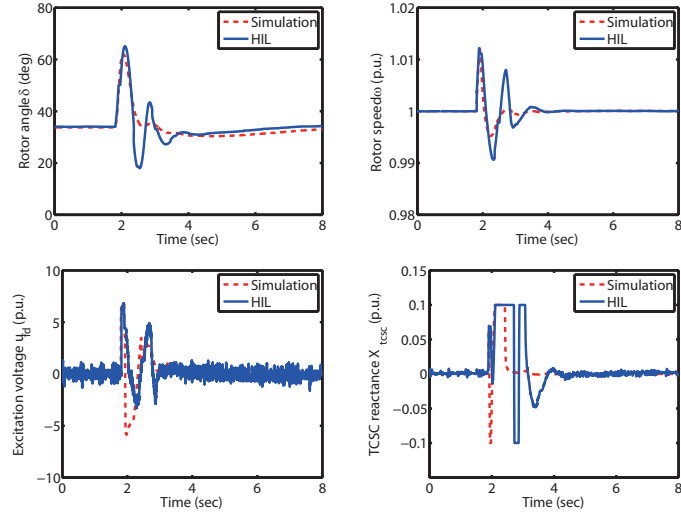 80
60
40
20
0
Rotor angle δ (deg)
0 2 4 6 8
Time (sec)
Simulation
HIL
1.02
1.01
1
0.99
0.98
Rotor speedω (p.u.)
0 2 4 6 8
Time (sec)
Simulation
HIL
10
5
0
−5
−10
Excitation voltage u_fd (p.u.)
0 2 4 6 8
Time (sec)
Simulation
HIL
0.15
0.1
0.05
0
−0.05
−0.1
TCSC reactance X_tcsc (p.u.)
0 2 4 6 8
Time (sec)
Simulation
HIL